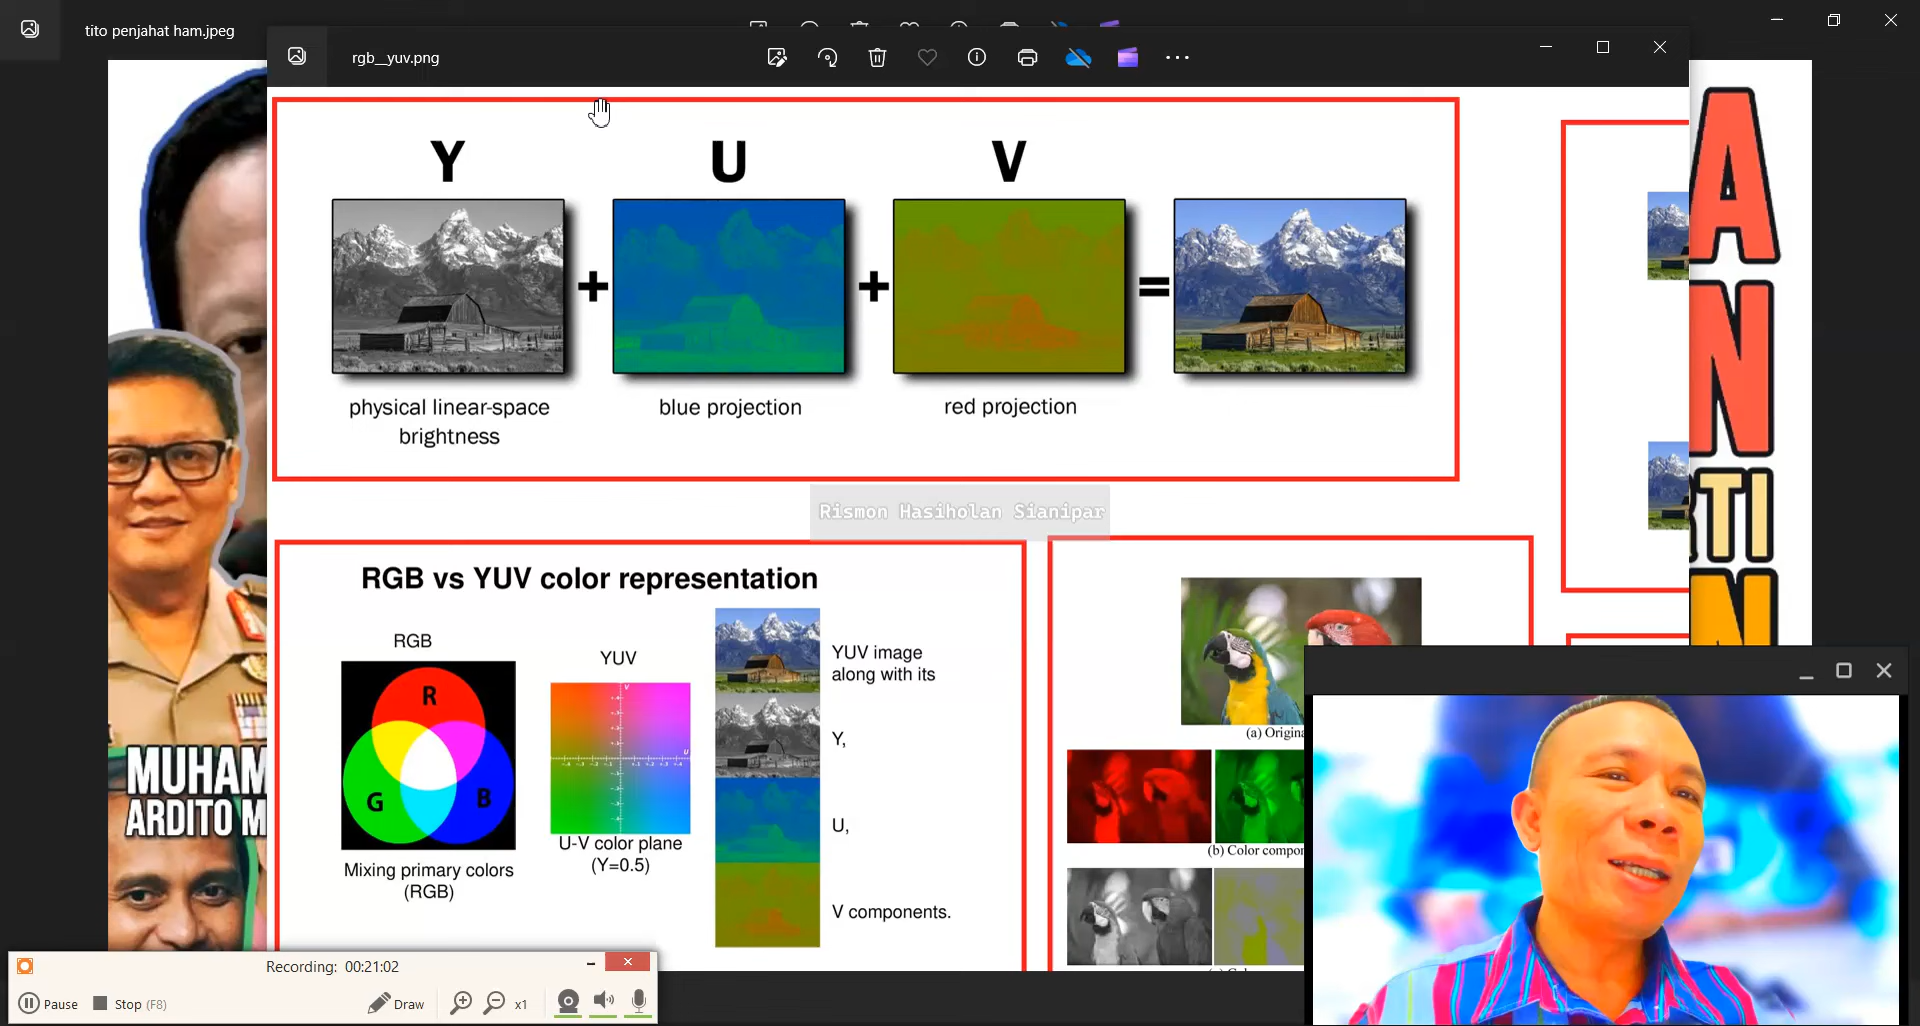 tito penjahat ham.jpeg
rgb__yuv.png
Y
U
V
+
+
=
physical linear-space
brightness
blue projection
red projection
Rismon Hasiholan Sianipar
RGB vs YUV color representation
RGB
R
G
B
Mixing primary colors
(RGB)
YUV
U-V color plane
(Y=0.5)
YUV image
along with its
Y,
U,
V components.
(a) Origina
(b) Color compor
MUHAM
ARDITO M
A
N
TI
N
Recording: 00:21:02
Pause
Stop (F8)
Draw
x1